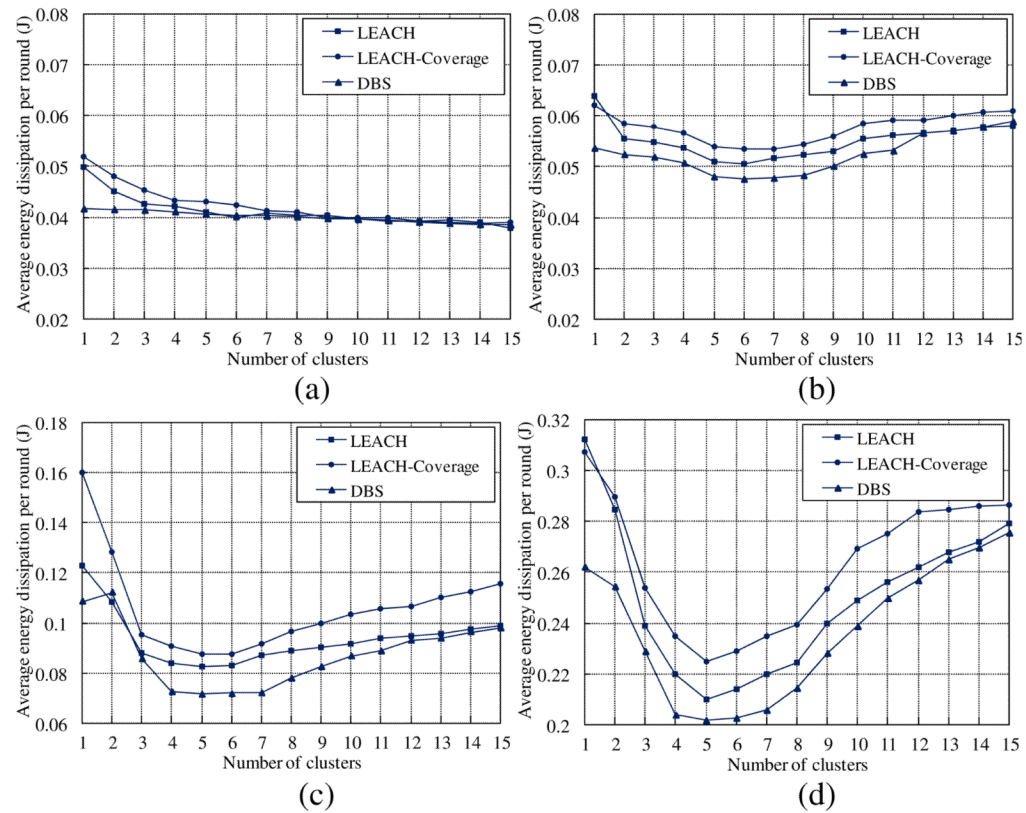 Average energy dissipation per round (J)
0.08
0.07
0.06
0.05
0.04
0.03
0.02
LEACH
LEACH-Coverage
DBS
1 2 3 4 5 6 7 8 9 10 11 12 13 14 15
Number of clusters
(a)
Average energy dissipation per round (J)
0.08
0.07
0.06
0.05
0.04
0.03
0.02
LEACH
LEACH-Coverage
DBS
1 2 3 4 5 6 7 8 9 10 11 12 13 14 15
Number of clusters
(b)
Average energy dissipation per round (J)
0.18
0.16
0.14
0.12
0.1
0.08
0.06
LEACH
LEACH-Coverage
DBS
1 2 3 4 5 6 7 8 9 10 11 12 13 14 15
Number of clusters
(c)
Average energy dissipation per round (J)
0.32
0.3
0.28
0.26
0.24
0.22
0.2
LEACH
LEACH-Coverage
DBS
1 2 3 4 5 6 7 8 9 10 11 12 13 14 15
Number of clusters
(d)